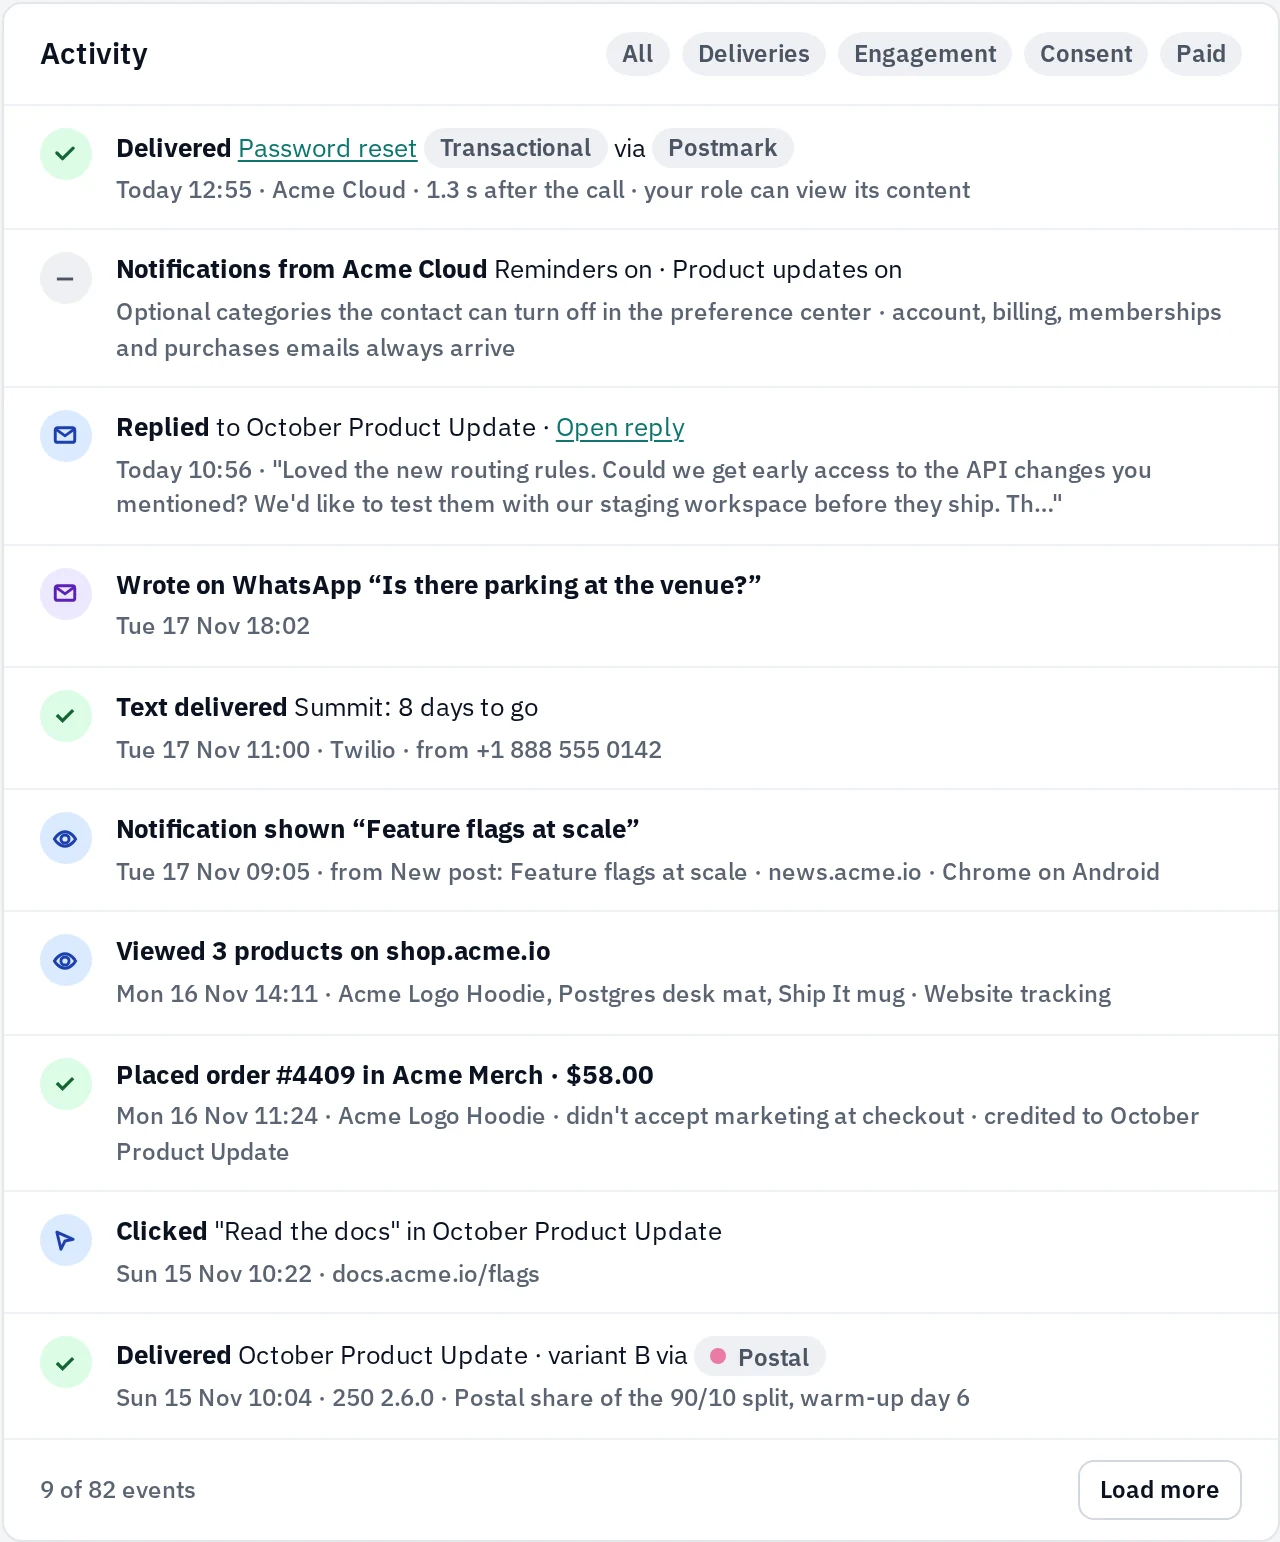 Activity All Deliveries Engagement Consent Paid
Delivered Password reset Transactional via Postmark
Today 12:55 · Acme Cloud · 1.3 s after the call · your role can view its content
Notifications from Acme Cloud Reminders on · Product updates on
Optional categories the contact can turn off in the preference center · account, billing, memberships
and purchases emails always arrive
Replied to October Product Update · Open reply
Today 10:56 · "Loved the new routing rules. Could we get early access to the API changes you
mentioned? We'd like to test them with our staging workspace before they ship. Th..."
Wrote on WhatsApp “Is there parking at the venue?”
Tue 17 Nov 18:02
Text delivered Summit: 8 days to go
Tue 17 Nov 11:00 · Twilio · from +1 888 555 0142
Notification shown “Feature flags at scale”
Tue 17 Nov 09:05 · from New post: Feature flags at scale · news.acme.io · Chrome on Android
Viewed 3 products on shop.acme.io
Mon 16 Nov 14:11 · Acme Logo Hoodie, Postgres desk mat, Ship It mug · Website tracking
Placed order #4409 in Acme Merch · $58.00
Mon 16 Nov 11:24 · Acme Logo Hoodie · didn't accept marketing at checkout · credited to October
Product Update
Clicked "Read the docs" in October Product Update
Sun 15 Nov 10:22 · docs.acme.io/flags
Delivered October Product Update · variant B via Postal
Sun 15 Nov 10:04 · 250 2.6.0 · Postal share of the 90/10 split, warm-up day 6
9 of 82 events Load more